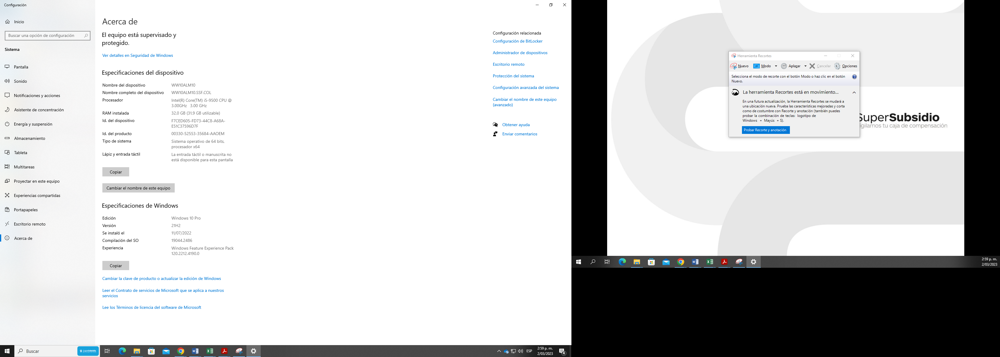 Configuración
Inicio
Buscar una opción de configuración
Sistema
Pantalla
Sonido
Notificaciones y acciones
Asistente de concentración
Energía y suspensión
Almacenamiento
Tableta
Multitareas
Proyectar en este equipo
Experiencias compartidas
Portapapeles
Escritorio remoto
Acerca de
Acerca de
El equipo está supervisado y
protegido.
Ver detalles en Seguridad de Windows
Especificaciones del dispositivo
Nombre del dispositivo WW10ALM10
Nombre completo del dispositivo WW10ALM10.SSF.COL
Procesador Intel(R) Core(TM) i5-9500 CPU @
3.00GHz 3.00 GHz
RAM instalada 32,0 GB (31,9 GB utilizable)
Id. del dispositivo F7CED605-FD73-44C8-A68A-
E51C37596D7F
Id. del producto 00330-52553-35684-AAOEM
Tipo de sistema Sistema operativo de 64 bits,
procesador x64
Lápiz y entrada táctil La entrada táctil o manuscrita no
está disponible para esta pantalla
Copiar
Cambiar el nombre de este equipo
Especificaciones de Windows
Edición Windows 10 Pro
Versión 21H2
Se instaló el 11/07/2022
Compilación del SO 19044.2486
Experiencia Windows Feature Experience Pack
120.2212.4190.0
Copiar
Cambiar la clave de producto o actualizar la edición de Windows
Leer el Contrato de servicios de Microsoft que se aplica a nuestros
servicios
Lee los Términos de licencia del software de Microsoft
Configuración relacionada
Configuración de BitLocker
Administrador de dispositivos
Escritorio remoto
Protección del sistema
Configuración avanzada del sistema
Cambiar el nombre de este equipo
(avanzado)
Obtener ayuda
Enviar comentarios
Buscar
SuperSubsidio
ESP
2:59 p. m.
2/03/2023
4
Herramienta Recortes
Nuevo Modo Aplazar Cancelar Opciones
Selecciona el modo de recorte con el botón Modo o haz clic en el botón
Nuevo.
La herramienta Recortes está en movimiento...
En una futura actualización, la Herramienta Recortes se mudará a
una ubicación nueva. Prueba las características mejoradas y corta
como de costumbre con Recorte y anotación (también puedes
probar la combinación de teclas: logotipo de
Windows + Mayús + S).
Probar Recorte y anotación
SuperSubsidio
igilamos tu caja de compensación
2:59 p. m.
2/03/2023